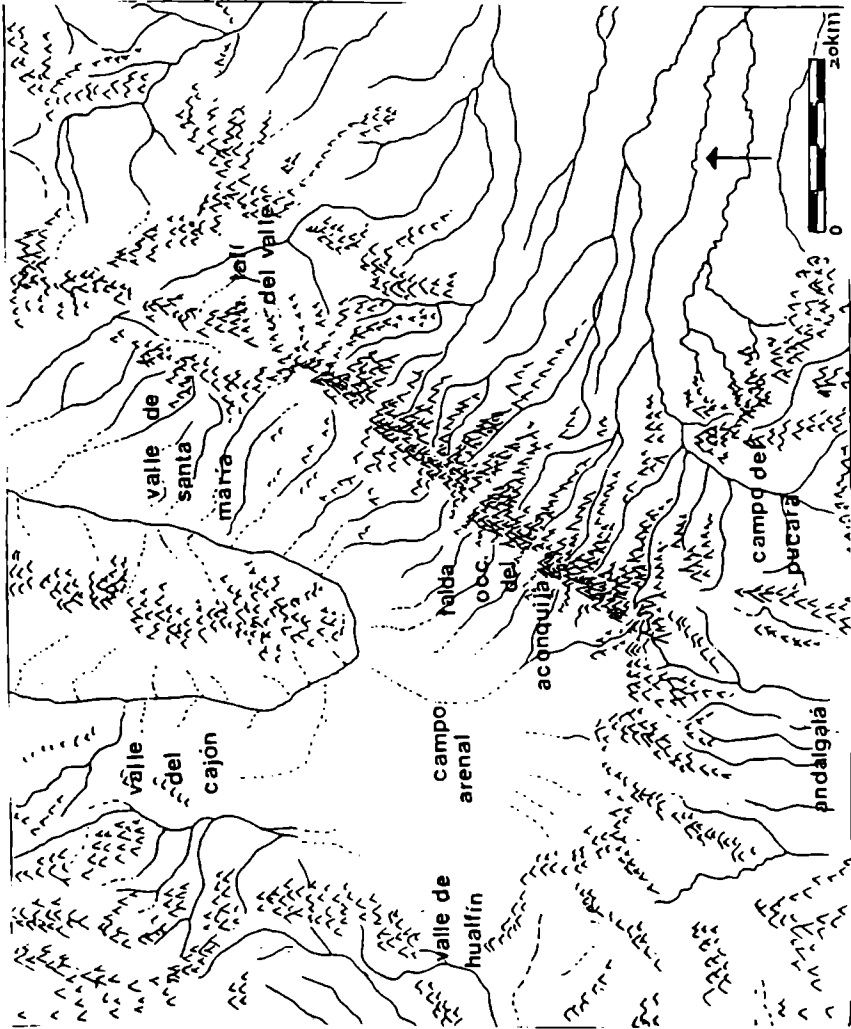 valle
del
cajón
valle de
santa
maría
tafí
del valle
valle de
hualfín
campo
arenal
falda
occ.
del
aconquija
campo del
pucará
andalgalá
0 20km